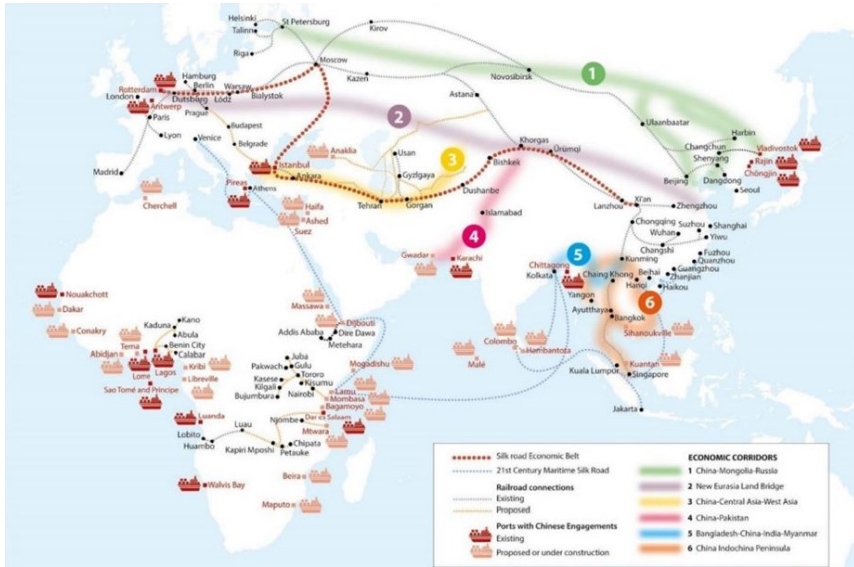 Helsinki
St Petersburg
Talinn
Riga
Kirov
Moscow
Kazen
Novosibirsk
1
Hamburg
Berlin
Rotterdam
London
Dutsburg
Łódź
Warsaw
Bialystok
Antwerp
Paris
Prague
Astana
2
Ulaanbaatar
Harbin
Lyon
Venice
Budapest
Belgrade
Anaklia
Usan
Khorgas
Ürümqi
Changchun
Vladivostok
Shenyang
Rajin
Chöngjin
Madrid
Istanbul
Ankara
Gyzlgaya
3
Bishkek
Beijing
Dangdong
Seoul
Pireas
Athens
Dushanbe
Cherchell
Haifa
Ashed
Suez
Tehran
Gorgan
Islamabad
Lanzhou
Xi'an
Zhengzhou
Chongqing
Suzhou
Shanghai
Wuhan
Yiwu
Changshi
4
Gwadar
Karachi
5
Chittagong
Kolkata
Kunming
Fuzhou
Quanzhou
Guangzhou
Zhanjian
Chaing Khong
Beihai
Hanoi
Haikou
Nouakchott
Dakar
Conakry
Massawa
Djibouti
Yangon
6
Ayutthaya
Bangkok
Sihanoukville
Kano
Kaduna
Abula
Tema
Benin City
Abidjan
Calabar
Addis Ababa
Dire Dawa
Metehara
Colombo
Hambantota
Lome
Lagos
Kribi
Libreville
Juba
Pakwach
Gulu
Mogadishu
Malé
Kuantan
Sao Tomé and Principe
Kasese
Tororo
Kilgali
Kisumu
Bujumbura
Nairobi
Lamu
Mombasa
Bagamoyo
Kuala Lumpur
Singapore
Luanda
Luau
Njombe
Dar es Salaam
Mtwara
Jakarta
Lobito
Huambo
Kapiri Mposhi
Chipata
Petauke
Walvis Bay
Beira
Maputo
Silk road Economic Belt
21st Century Maritime Silk Road
Railroad connections
Existing
Proposed
Ports with Chinese Engagements
Existing
Proposed or under construction
ECONOMIC CORRIDORS
1 China-Mongolia-Russia
2 New Eurasia Land Bridge
3 China-Central Asia-West Asia
4 China-Pakistan
5 Bangladesh-China-India-Myanmar
6 China Indochina Peninsula